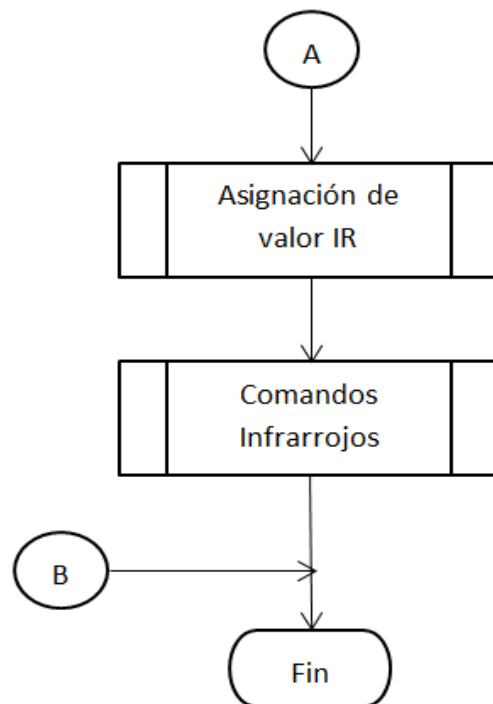 A
Asignación de
valor IR
Comandos
Infrarrojos
B
Fin